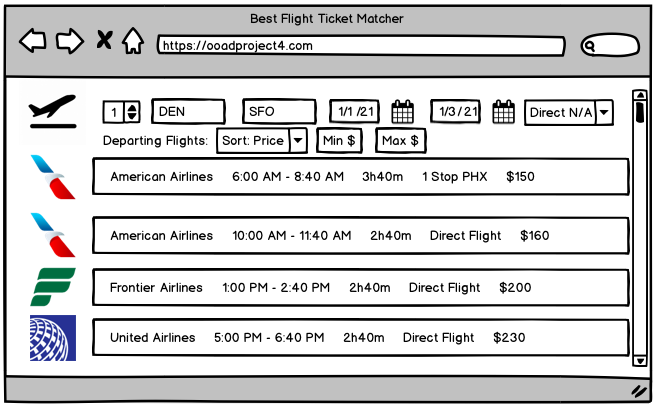 Best Flight Ticket Matcher
https://ooadproject4.com
1 DEN SFO 1/1 /21 1/3/21 Direct N/A
Departing Flights: Sort: Price Min $ Max $
American Airlines 6:00 AM - 8:40 AM 3h40m 1 Stop PHX $150
American Airlines 10:00 AM - 11:40 AM 2h40m Direct Flight $160
Frontier Airlines 1:00 PM - 2:40 PM 2h40m Direct Flight $200
United Airlines 5:00 PM - 6:40 PM 2h40m Direct Flight $230